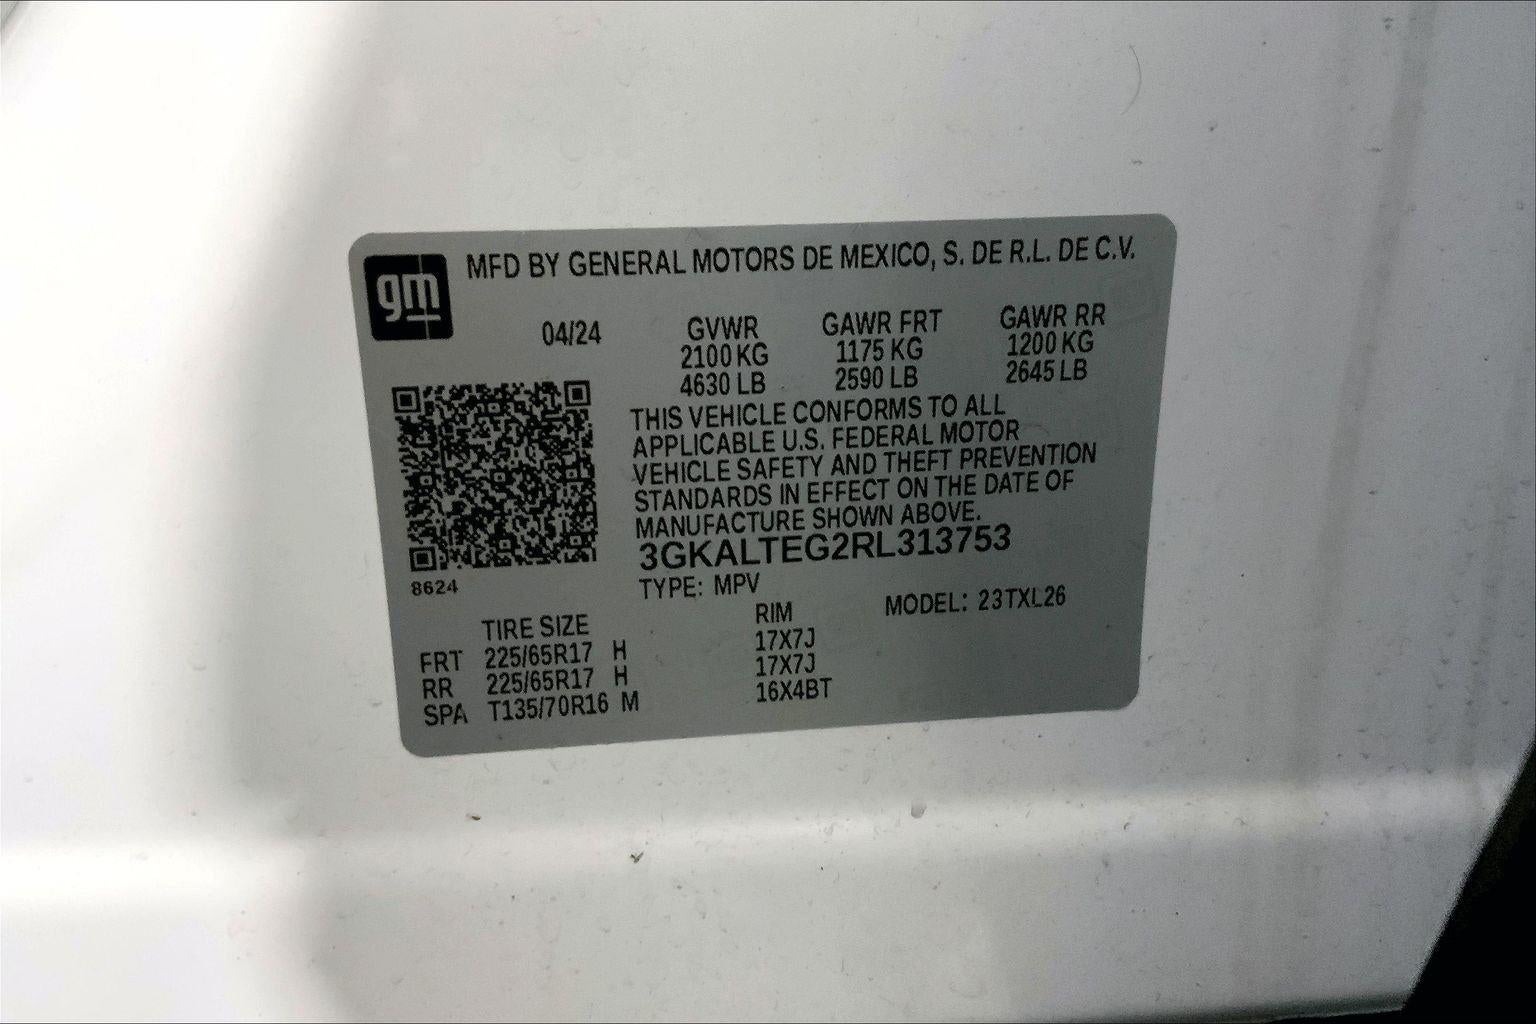 gm
MFD BY GENERAL MOTORS DE MEXICO, S. DE R.L. DE C.V.
04/24 GVWR GAWR FRT GAWR RR
2100 KG 1175 KG 1200 KG
4630 LB 2590 LB 2645 LB
THIS VEHICLE CONFORMS TO ALL
APPLICABLE U.S. FEDERAL MOTOR
VEHICLE SAFETY AND THEFT PREVENTION
STANDARDS IN EFFECT ON THE DATE OF
MANUFACTURE SHOWN ABOVE.
3GKALTEG2RL313753
8624
TYPE: MPV MODEL: 23TXL26
TIRE SIZE RIM
FRT 225/65R17 H 17X7J
RR 225/65R17 H 17X7J
SPA T135/70R16 M 16X4BT